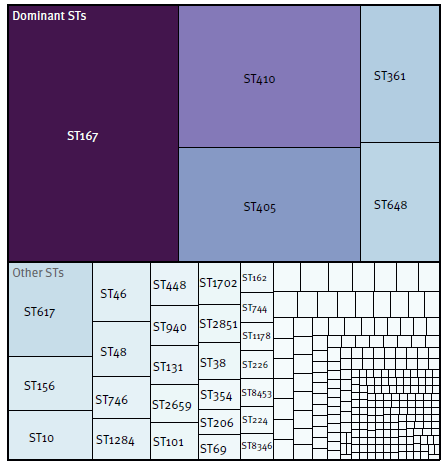 Dominant STs
ST167
ST410
ST405
ST361
ST648
Other STs
ST617
ST156
ST10
ST46
ST48
ST746
ST1284
ST448
ST940
ST131
ST2659
ST101
ST1702
ST2851
ST38
ST354
ST206
ST69
ST162
ST744
ST1178
ST226
ST8453
ST224
ST8346